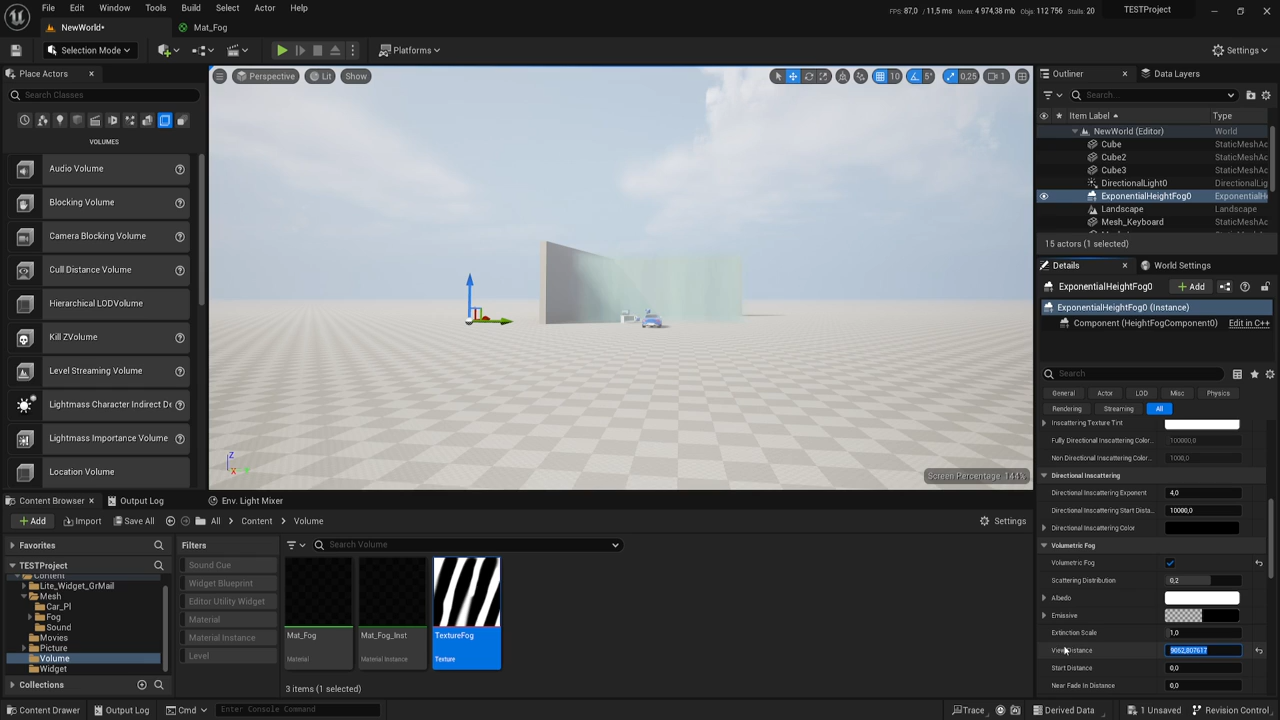 File Edit Window Tools Build Select Actor Help
FPS: 87,0 / 11,5 ms Mem: 4 974,38 mb Objs: 112 756 Stalls: 20
TESTProject
NewWorld•
Mat_Fog
Selection Mode
Platforms
Settings
Place Actors
Search Classes
VOLUMES
Audio Volume
Blocking Volume
Camera Blocking Volume
Cull Distance Volume
Hierarchical LODVolume
Kill ZVolume
Level Streaming Volume
Lightmass Character Indirect De
Lightmass Importance Volume
Location Volume
Perspective Lit Show
10 5° 0,25 1
Z
X
Screen Percentage: 144%
Outliner
Data Layers
Search...
Item Label Type
NewWorld (Editor) World
Cube StaticMeshAc
Cube2 StaticMeshAc
Cube3 StaticMeshAc
DirectionalLight0 DirectionalLig
ExponentialHeightFog0 ExponentialHe
Landscape Landscape
Mesh_Keyboard StaticMeshAc
15 actors (1 selected)
Details
World Settings
ExponentialHeightFog0
Add
ExponentialHeightFog0 (Instance)
Component (HeightFogComponent0) Edit in C++
Search
General Actor LOD Misc Physics
Rendering Streaming All
Inscattering Texture Tint
Fully Directional Inscattering Color... 100000,0
Non Directional Inscattering Color... 1000,0
Directional Inscattering
Directional Inscattering Exponent 4,0
Directional Inscattering Start Dista... 10000,0
Directional Inscattering Color
Volumetric Fog
Volumetric Fog
Scattering Distribution 0,2
Albedo
Emissive
Extinction Scale 1,0
View Distance 9052,807617
Start Distance 0,0
Near Fade In Distance 0,0
Content Browser
Output Log
Env. Light Mixer
Add Import Save All All Content Volume
Settings
Favorites
TESTProject
Content
Lite_Widget_GrMail
Mesh
Car_Pl
Fog
Sound
Movies
Picture
Volume
Widget
Collections
Filters
Sound Cue
Widget Blueprint
Editor Utility Widget
Material
Material Instance
Level
Search Volume
Mat_Fog
Material
Mat_Fog_Inst
Material Instance
TextureFog
Texture
3 items (1 selected)
Content Drawer Output Log Cmd Enter Console Command
Trace Derived Data 1 Unsaved Revision Control